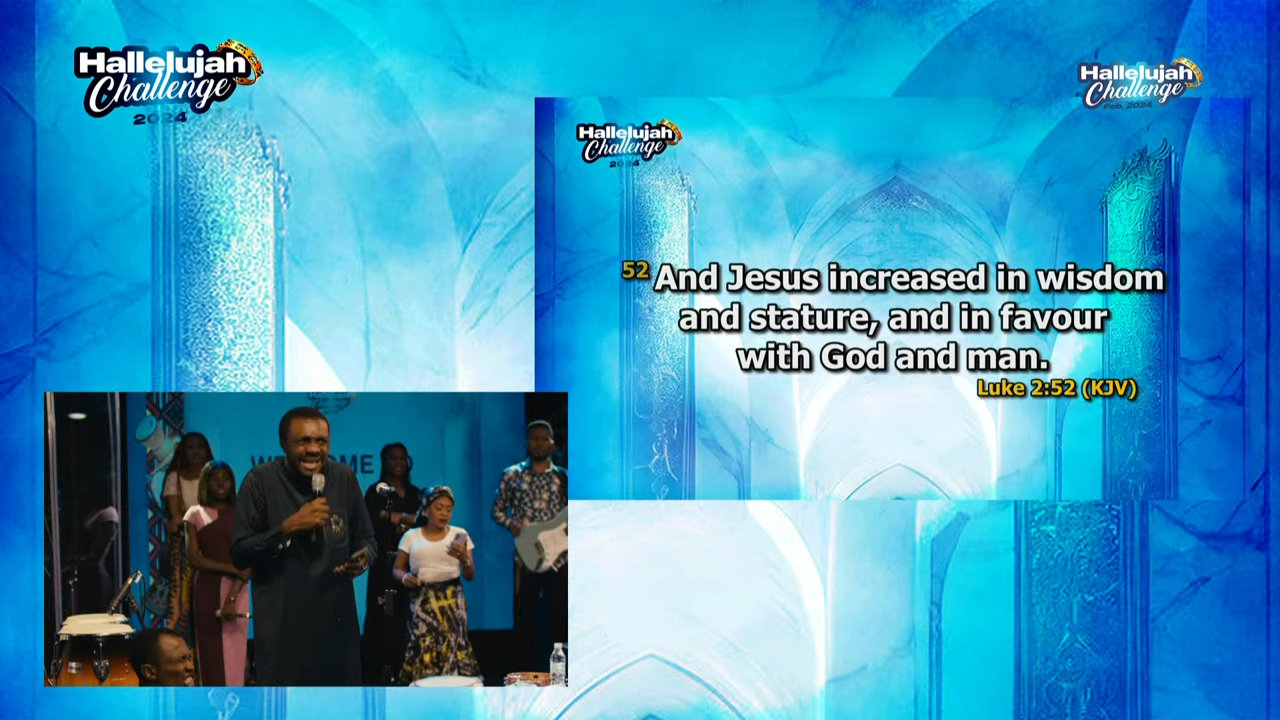 Hallelujah
Challenge
2024
Hallelujah
Challenge
Feb. 2024
Hallelujah
Challenge
2024
52 And Jesus increased in wisdom
and stature, and in favour
with God and man.
Luke 2:52 (KJV)